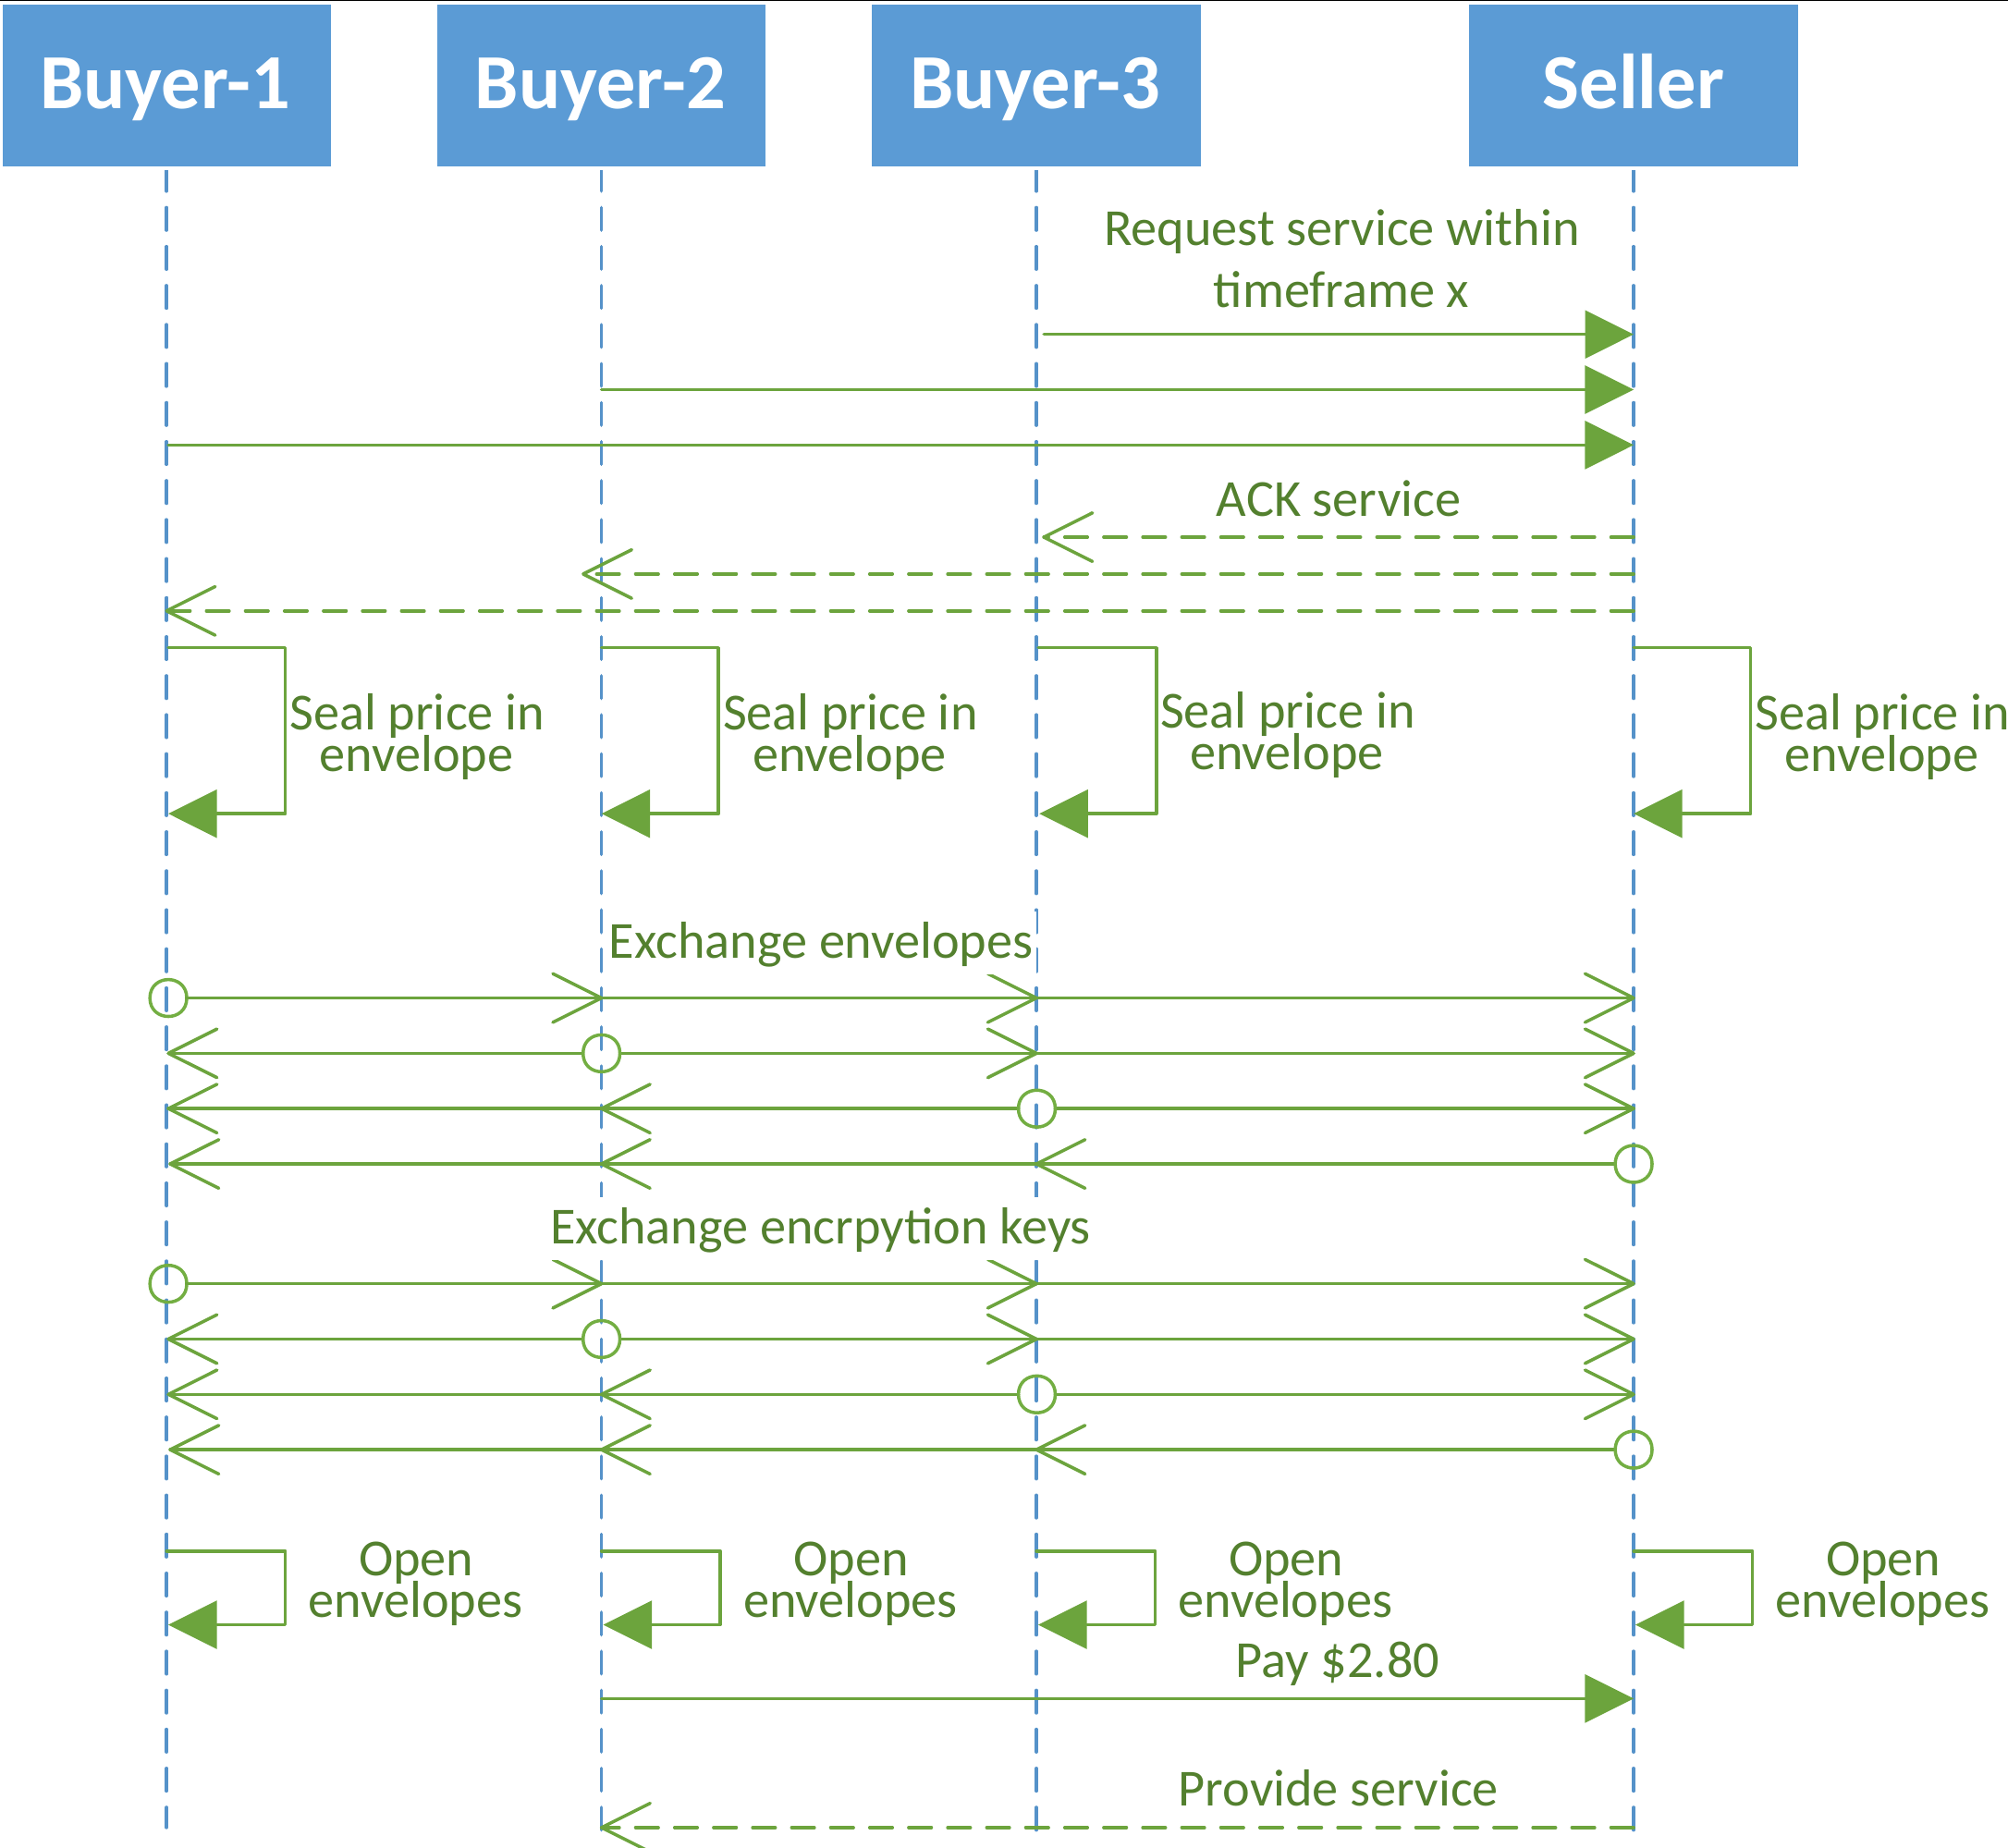 Buyer-1
Buyer-2
Buyer-3
Seller
Request service within
timeframe x
ACK service
Seal price in
envelope
Seal price in
envelope
Seal price in
envelope
Seal price in
envelope
Exchange envelopes
Exchange encrpytion keys
Open
envelopes
Open
envelopes
Open
envelopes
Open
envelopes
Pay $2.80
Provide service